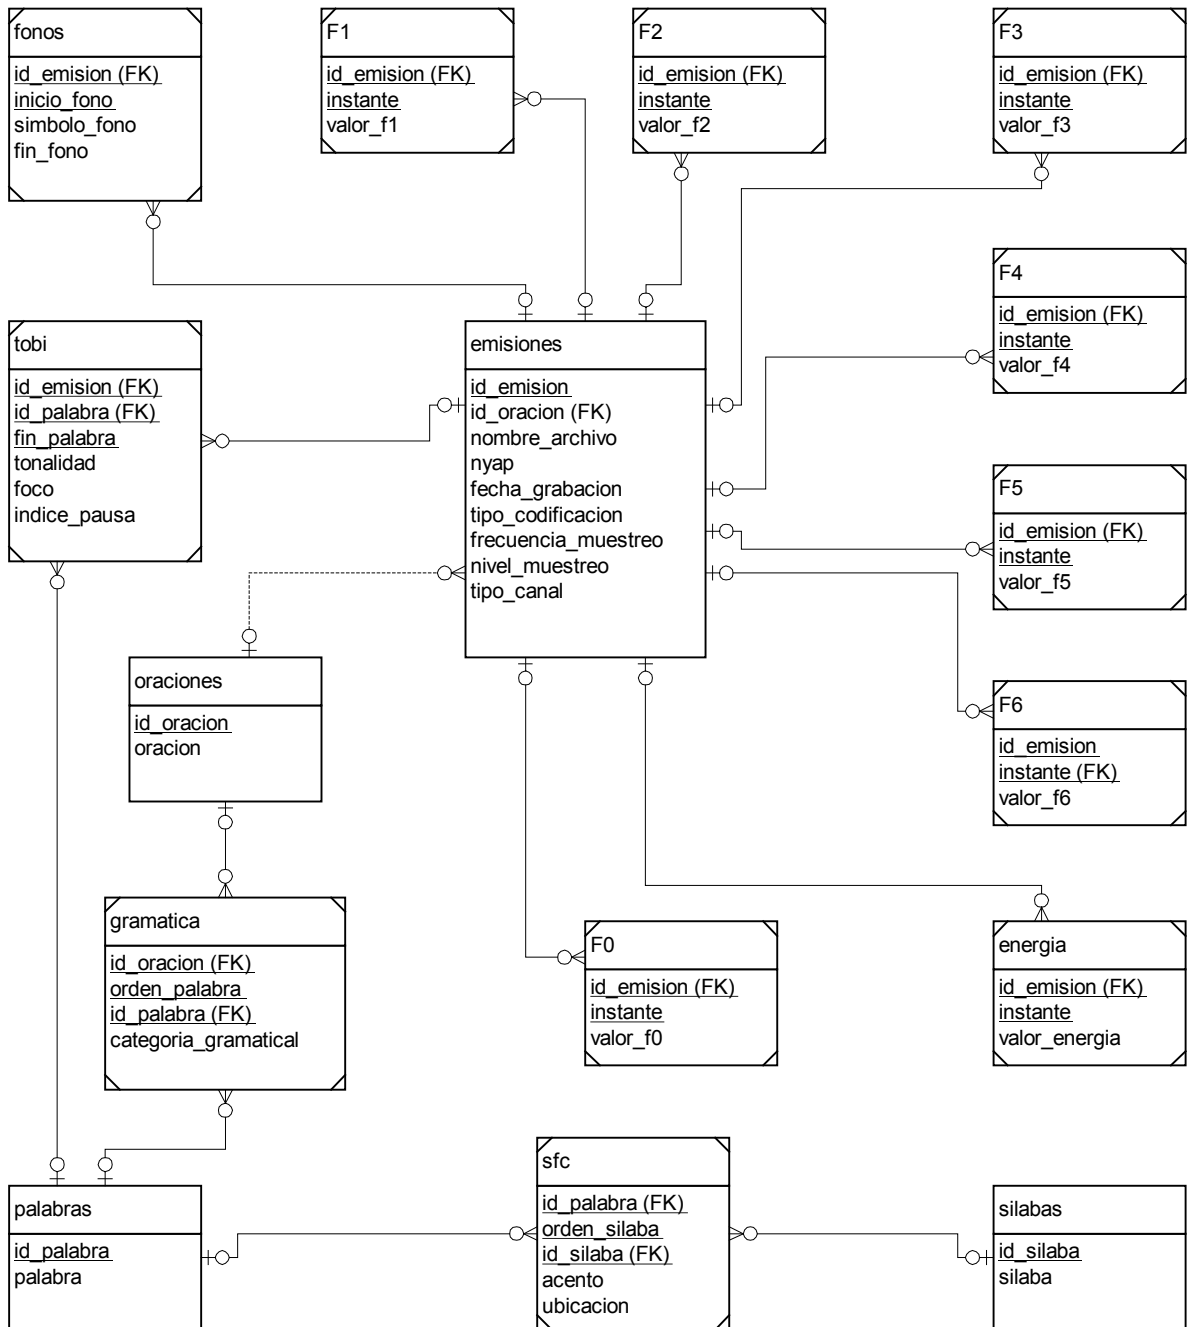 fonos
id_emision (FK)
inicio_fono
simbolo_fono
fin_fono
F1
id_emision (FK)
instante
valor_f1
F2
id_emision (FK)
instante
valor_f2
F3
id_emision (FK)
instante
valor_f3
F4
id_emision (FK)
instante
valor_f4
tobi
id_emision (FK)
id_palabra (FK)
fin_palabra
tonalidad
foco
indice_pausa
emisiones
id_emision
id_oracion (FK)
nombre_archivo
nyap
fecha_grabacion
tipo_codificacion
frecuencia_muestreo
nivel_muestreo
tipo_canal
F5
id_emision (FK)
instante
valor_f5
oraciones
id_oracion
oracion
F6
id_emision
instante (FK)
valor_f6
gramatica
id_oracion (FK)
orden_palabra
id_palabra (FK)
categoria_gramatical
F0
id_emision (FK)
instante
valor_f0
energia
id_emision (FK)
instante
valor_energia
palabras
id_palabra
palabra
sfc
id_palabra (FK)
orden_silaba
id_silaba (FK)
acento
ubicacion
silabas
id_silaba
silaba